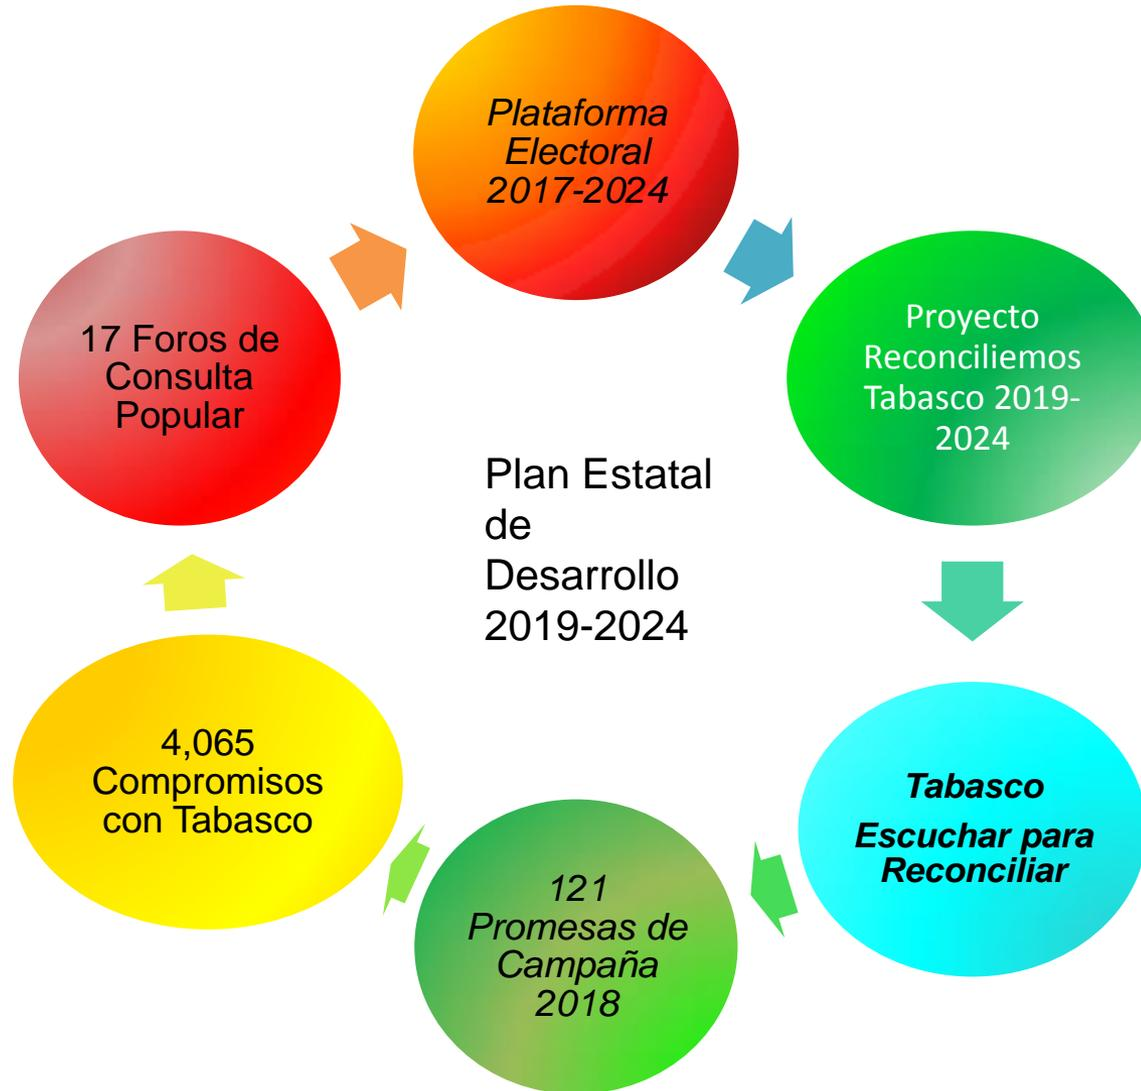 Plataforma
Electoral
2017-2024
Proyecto
Reconciliemos
Tabasco 2019-
2024
Tabasco
Escuchar para
Reconciliar
121
Promesas de
Campaña
2018
4,065
Compromisos
con Tabasco
17 Foros de
Consulta
Popular
Plan Estatal
de
Desarrollo
2019-2024